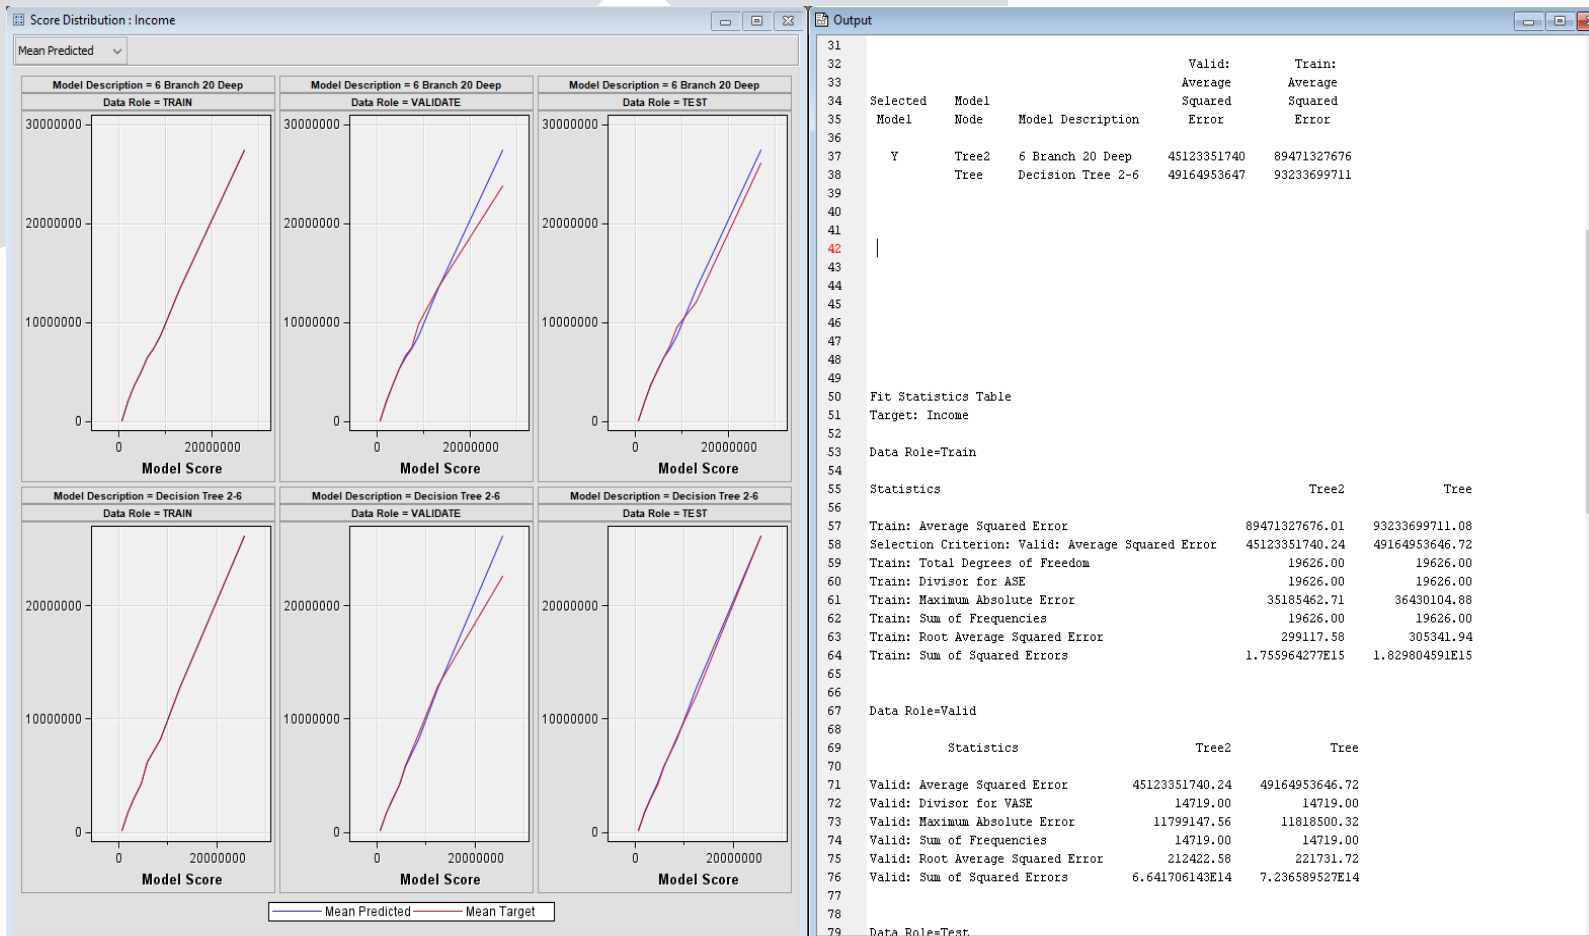 Score Distribution : Income
Mean Predicted
Model Description = 6 Branch 20 Deep
Data Role = TRAIN
30000000
20000000
10000000
0
0 20000000
Model Score
Model Description = 6 Branch 20 Deep
Data Role = VALIDATE
30000000
20000000
10000000
0
0 20000000
Model Score
Model Description = 6 Branch 20 Deep
Data Role = TEST
30000000
20000000
10000000
0
0 20000000
Model Score
Model Description = Decision Tree 2-6
Data Role = TRAIN
20000000
10000000
0
0 20000000
Model Score
Model Description = Decision Tree 2-6
Data Role = VALIDATE
20000000
10000000
0
0 20000000
Model Score
Model Description = Decision Tree 2-6
Data Role = TEST
20000000
10000000
0
0 20000000
Model Score
Mean Predicted Mean Target
Output
31
32 Valid: Train:
33 Average Average
34 Selected Model Squared Squared
35 Model Node Model Description Error Error
36
37 Y Tree2 6 Branch 20 Deep 45123351740 89471327676
38 Tree Decision Tree 2-6 49164953647 93233699711
39
40
41
42
43
44
45
46
47
48
49
50 Fit Statistics Table
51 Target: Income
52
53 Data Role=Train
54
55 Statistics Tree2 Tree
56
57 Train: Average Squared Error 89471327676.01 93233699711.08
58 Selection Criterion: Valid: Average Squared Error 45123351740.24 49164953646.72
59 Train: Total Degrees of Freedom 19626.00 19626.00
60 Train: Divisor for ASE 19626.00 19626.00
61 Train: Maximum Absolute Error 35185462.71 36430104.88
62 Train: Sum of Frequencies 19626.00 19626.00
63 Train: Root Average Squared Error 299117.58 305341.94
64 Train: Sum of Squared Errors 1.755964277E15 1.829804591E15
65
66
67 Data Role=Valid
68
69 Statistics Tree2 Tree
70
71 Valid: Average Squared Error 45123351740.24 49164953646.72
72 Valid: Divisor for VASE 14719.00 14719.00
73 Valid: Maximum Absolute Error 11799147.56 11818500.32
74 Valid: Sum of Frequencies 14719.00 14719.00
75 Valid: Root Average Squared Error 212422.58 221731.72
76 Valid: Sum of Squared Errors 6.641706143E14 7.236589527E14
77
78
79 Data Role=Test